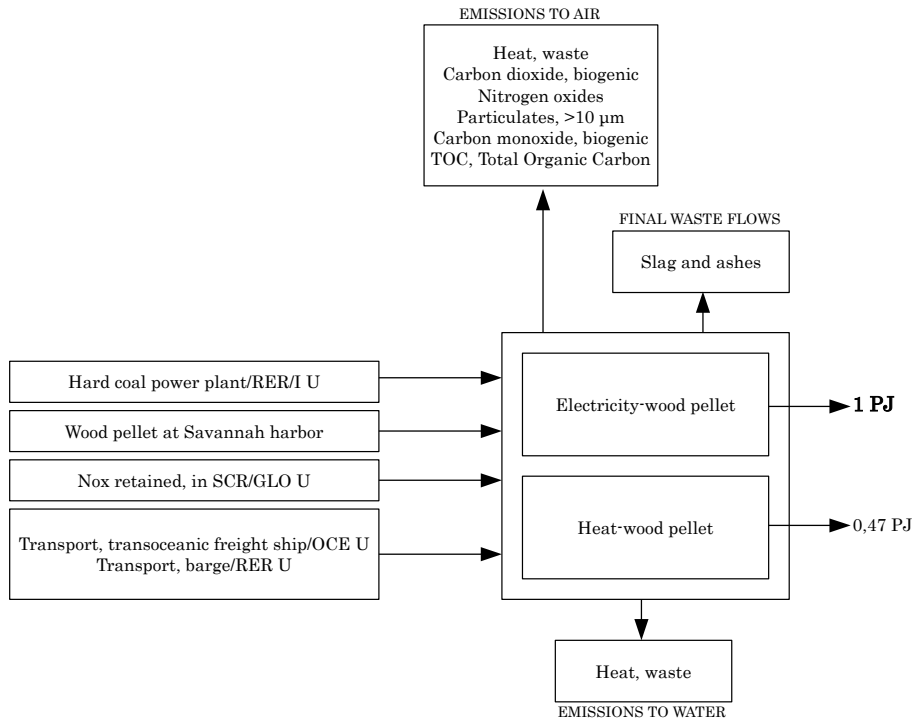 EMISSIONS TO AIR
Heat, waste
Carbon dioxide, biogenic
Nitrogen oxides
Particulates, >10 µm
Carbon monoxide, biogenic
TOC, Total Organic Carbon
FINAL WASTE FLOWS
Slag and ashes
Hard coal power plant/RER/I U
Wood pellet at Savannah harbor
Nox retained, in SCR/GLO U
Transport, transoceanic freight ship/OCE U
Transport, barge/RER U
Electricity-wood pellet
1 PJ
Heat-wood pellet
0,47 PJ
Heat, waste
EMISSIONS TO WATER